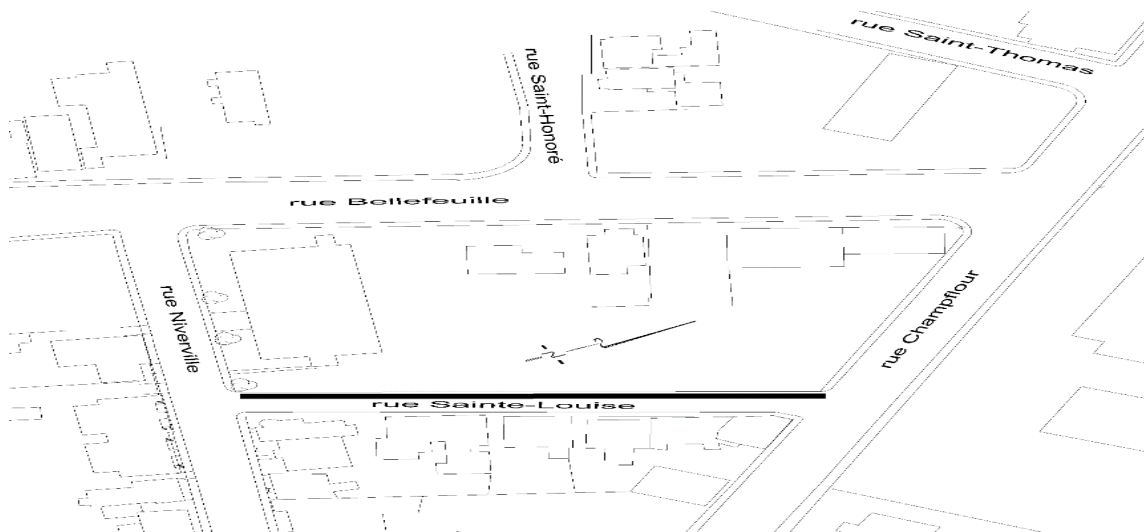 rue Saint-Thomas
rue Saint-Honoré
rue Bellefeuille
rue Niverville
rue Champflour
rue Sainte-Louise